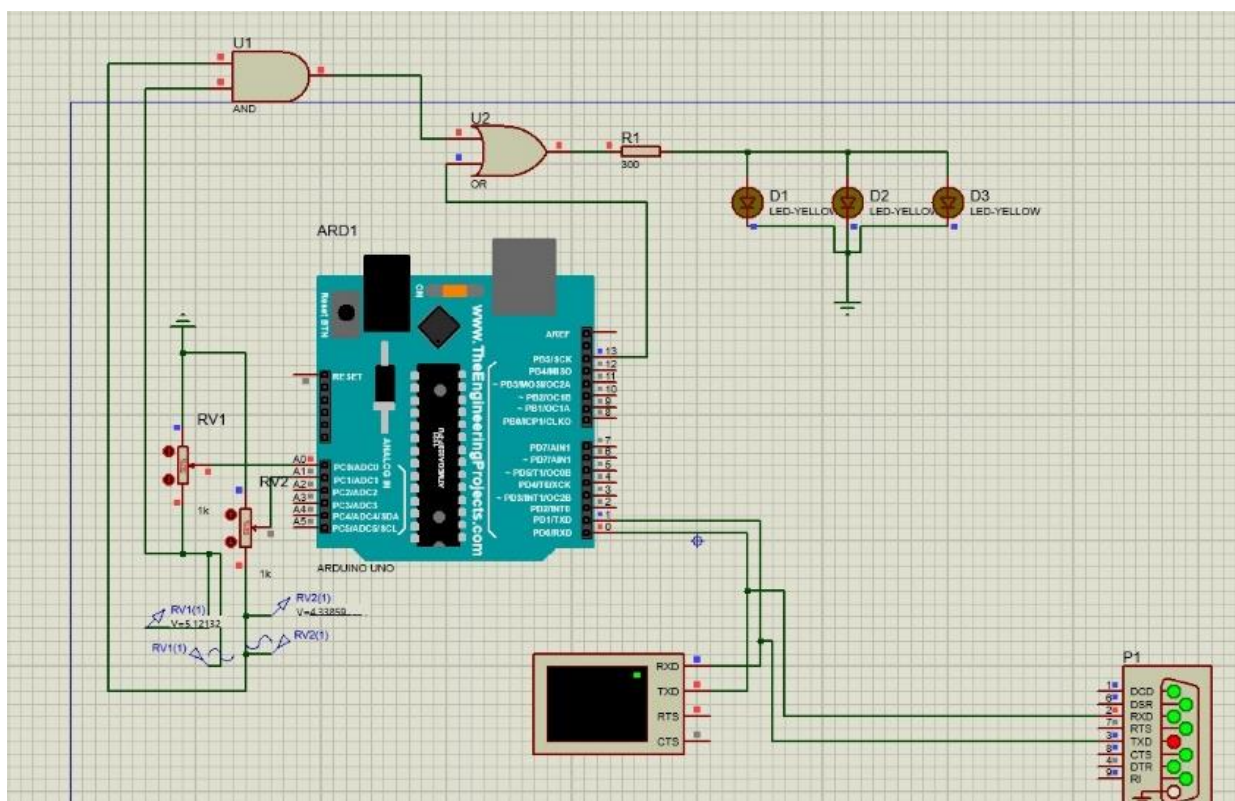 U1
AND
U2
OR
R1
300
D1
LED-YELLOW
D2
LED-YELLOW
D3
LED-YELLOW
ARD1
Reset BTN
ON
www.TheEngineeringProjects.com
ANALOG IN
RESET
AREF
PB5/SCK
13
PB4/MISO
12
~ PB3/MOSI/OC2A
11
~ PB2/OC1B
10
~ PB1/OC1A
9
PB0/ICP1/CLKO
8
PD7/AIN1
7
~ PD7/AIN1
6
~ PD5/T1/OC0B
5
PD4/T0/XCK
4
~ PD3/INT1/OC2B
3
PD2/INT0
2
PD1/TXD
1
PD0/RXD
0
A0
PC0/ADC0
A1
PC1/ADC1
A2
PC2/ADC2
A3
PC3/ADC3
A4
PC4/ADC4/SDA
A5
PC5/ADC5/SCL
ARDUINO UNO
RV1
1k
RV2
1k
RV1(1)
V=5.12132
RV2(1)
V=4.33859
RV1(1)
RV2(1)
RXD
TXD
RTS
CTS
P1
1
DCD
6
DSR
2
RXD
7
RTS
3
TXD
8
CTS
4
DTR
9
RI